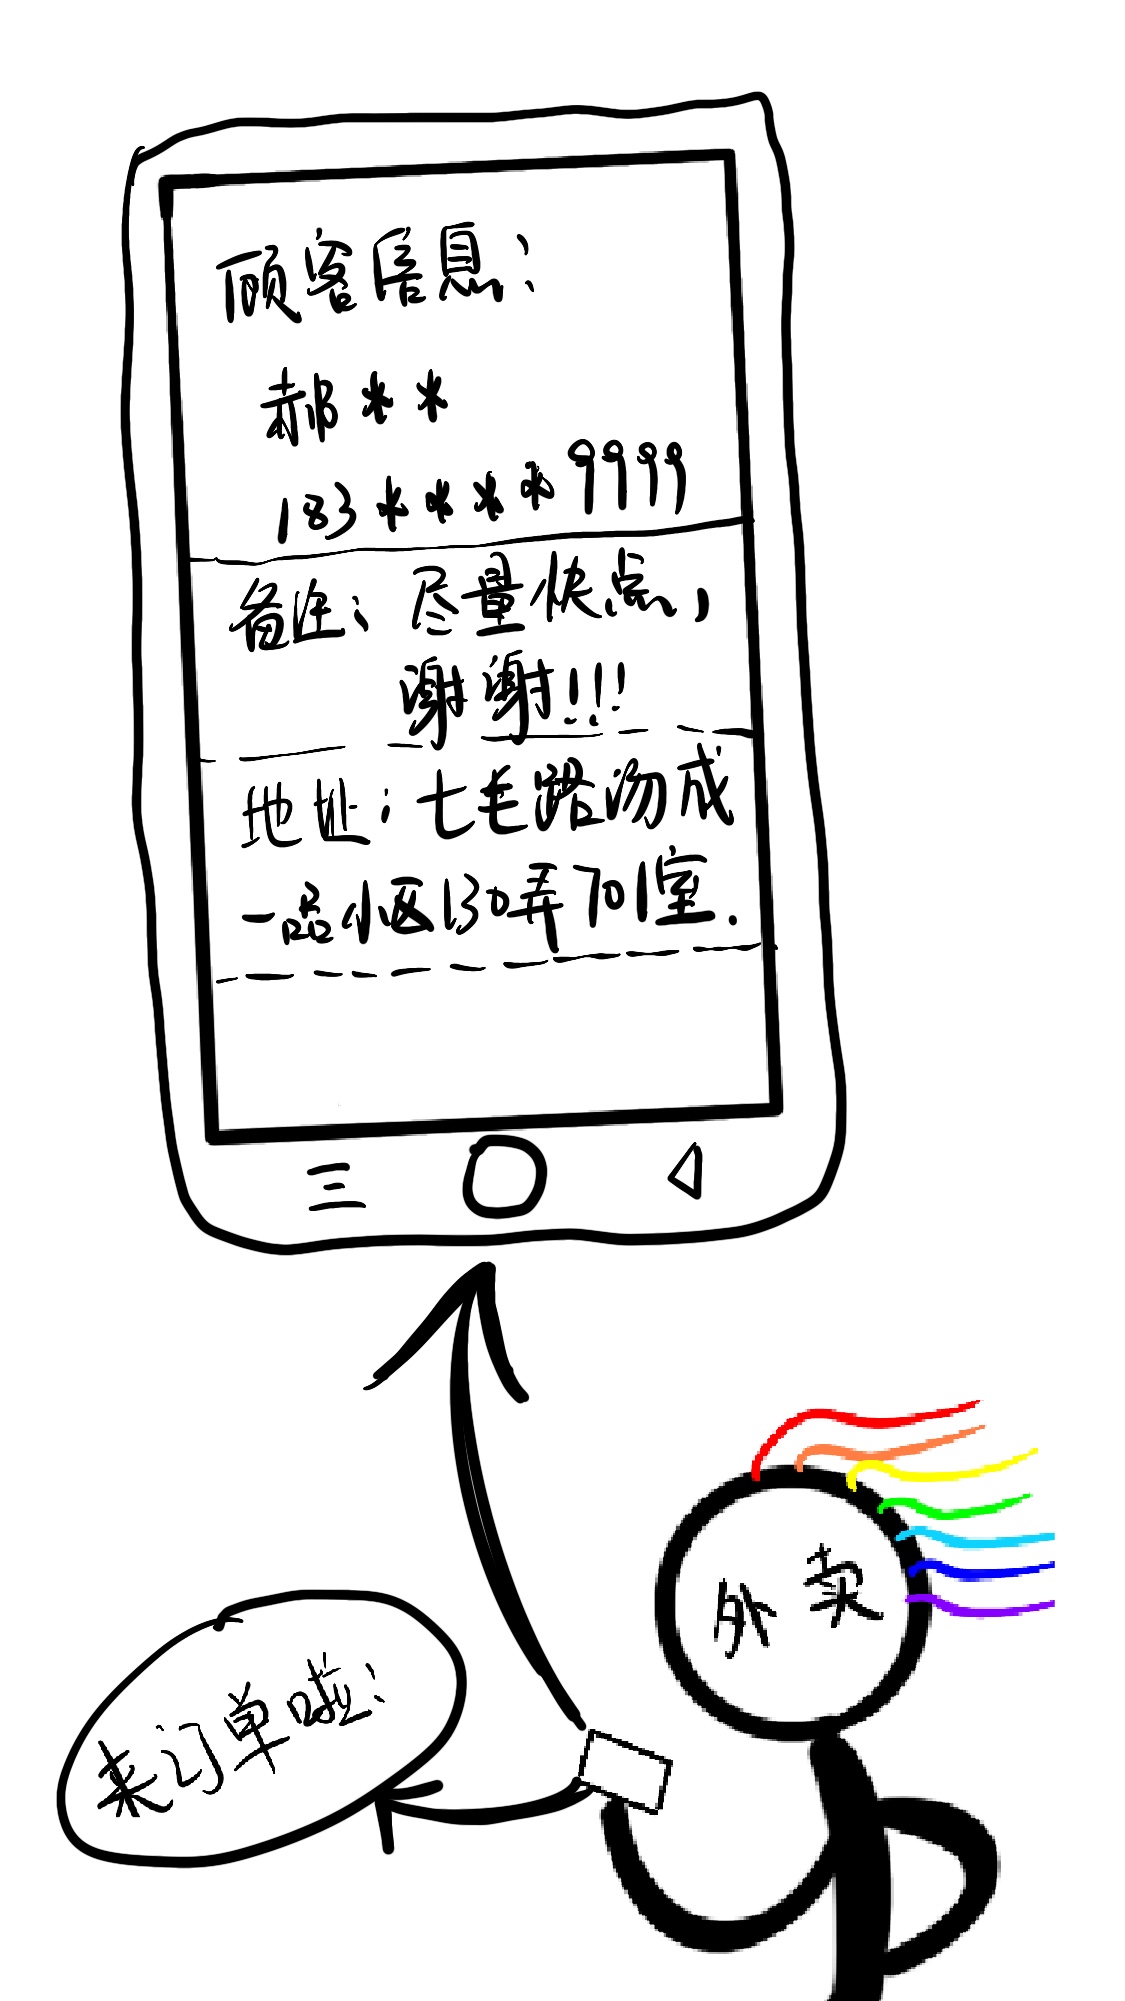 顾客信息:
郝**
183****9999
备注: 尽量快点,
谢谢!!!
地址: 七毛路汤成
一品小区130弄701室.
外卖
来订单啦: